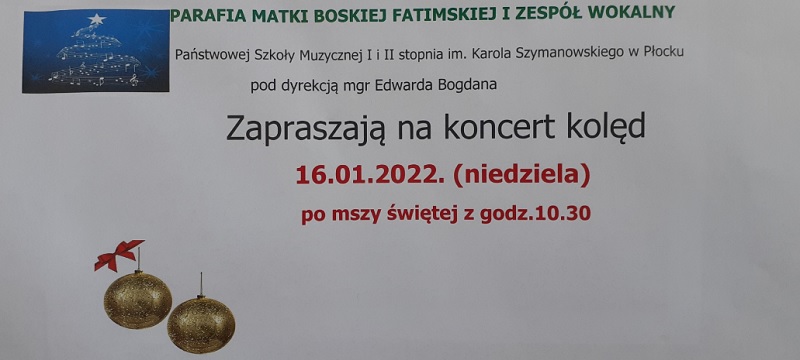 PARAFIA MATKI BOSKIEJ FATIMSKIEJ I ZESPÓŁ WOKALNY
Państwowej Szkoły Muzycznej I i II stopnia im. Karola Szymanowskiego w Płocku
pod dyrekcją mgr Edwarda Bogdana
Zapraszają na koncert kolęd
16.01.2022. (niedziela)
po mszy świętej z godz.10.30